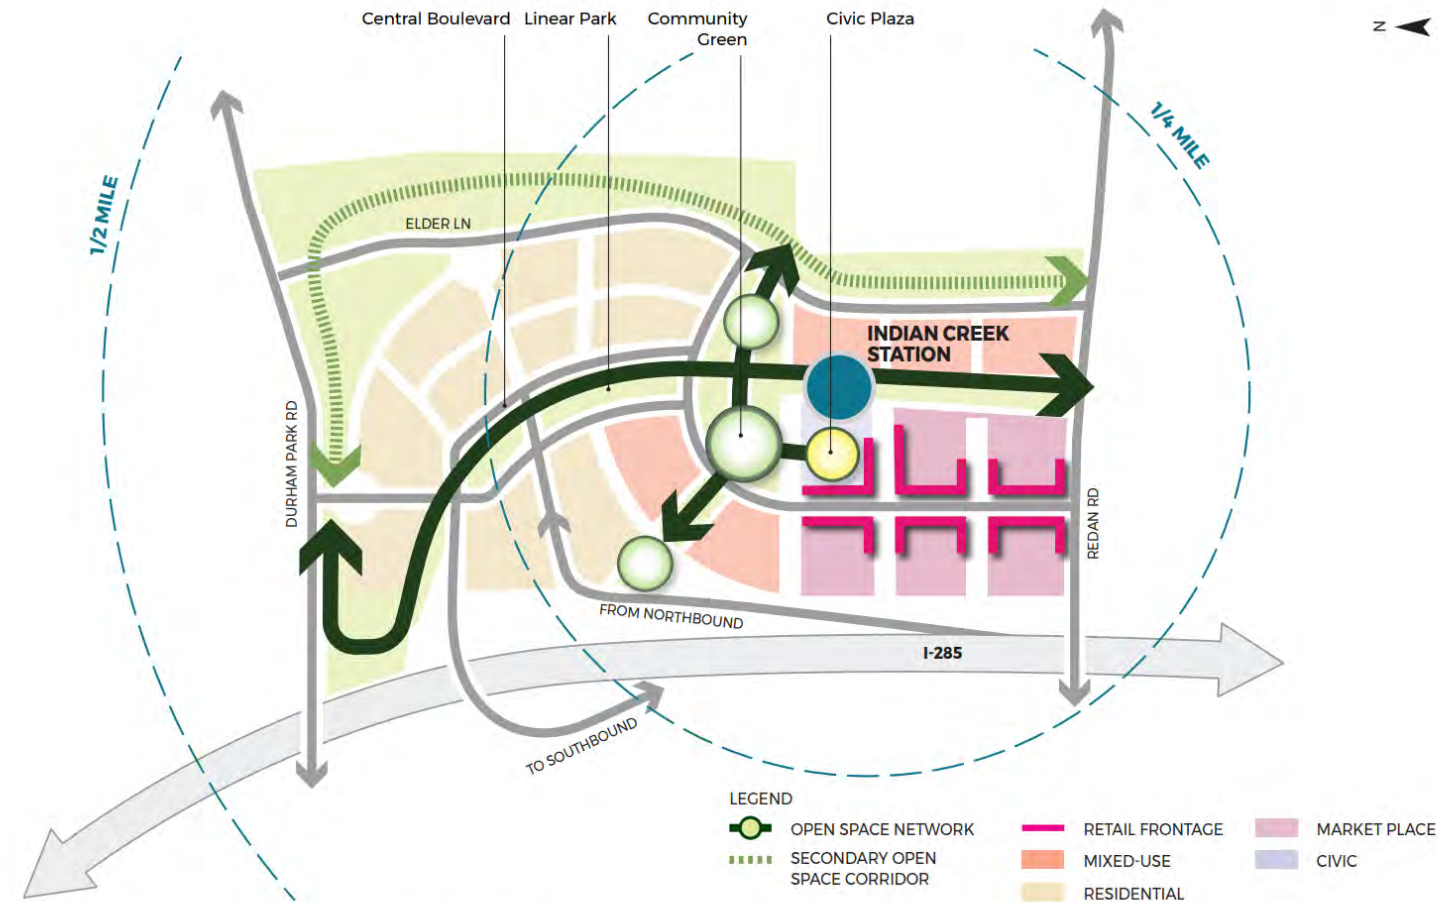 Central Boulevard
Linear Park
Community
Green
Civic Plaza
N
1/2 MILE
1/4 MILE
ELDER LN
INDIAN CREEK
STATION
DURHAM PARK RD
REDAN RD
FROM NORTHBOUND
I-285
TO SOUTHBOUND
LEGEND
OPEN SPACE NETWORK
SECONDARY OPEN
SPACE CORRIDOR
RETAIL FRONTAGE
MIXED-USE
RESIDENTIAL
MARKET PLACE
CIVIC